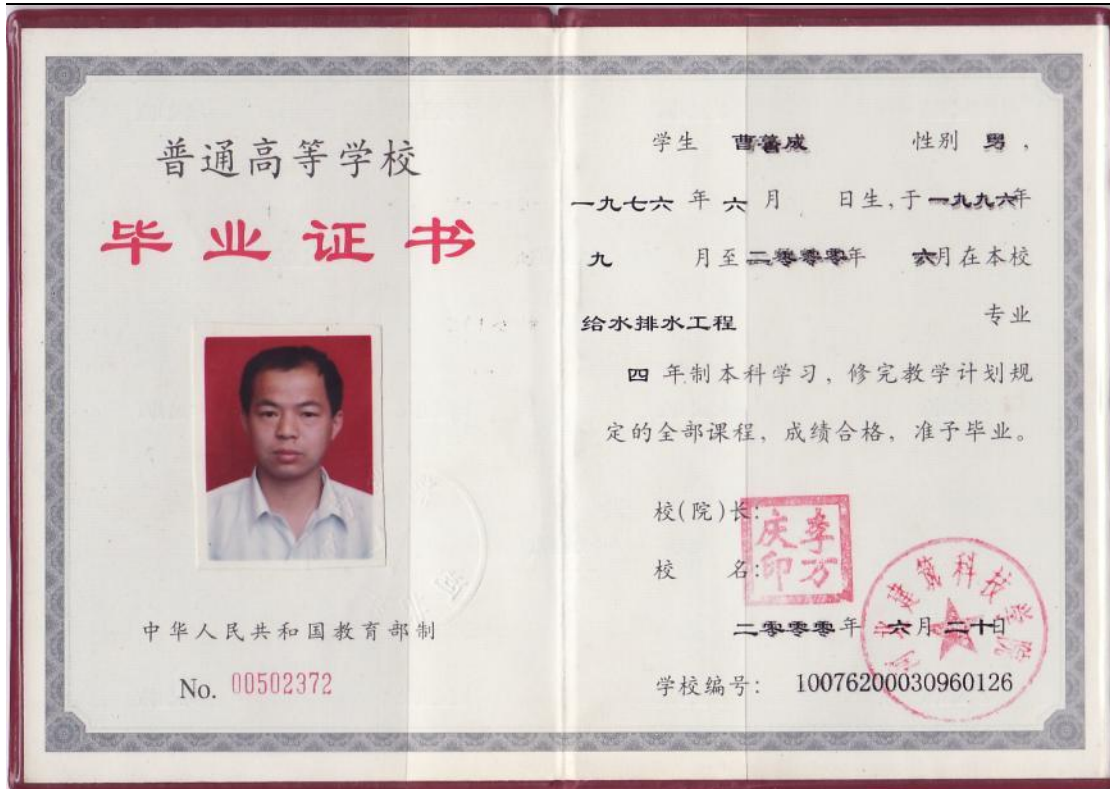 普通高等学校
毕业证书
中华人民共和国教育部制
No. 00502372
学生 曹善成 性别 男,
一九七六 年 六 月 日生,于一九九六年
九 月至二零零零年 六月在本校
给水排水工程 专业
四 年制本科学习,修完教学计划规
定的全部课程,成绩合格,准予毕业。
校(院)长:
李万庆印
校 名:
河北建筑科技学院
二零零零年 六月二十日
学校编号: 10076200030960126